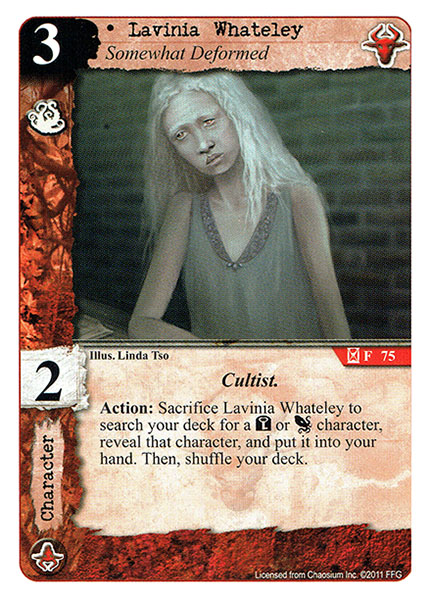 3
• Lavinia Whateley
Somewhat Deformed
Illus. Linda Tso
F 75
2
Cultist.
Action: Sacrifice Lavinia Whateley to
search your deck for a or character,
reveal that character, and put it into your
hand. Then, shuffle your deck.
Character
Licensed from Chaosium Inc. ©2011 FFG